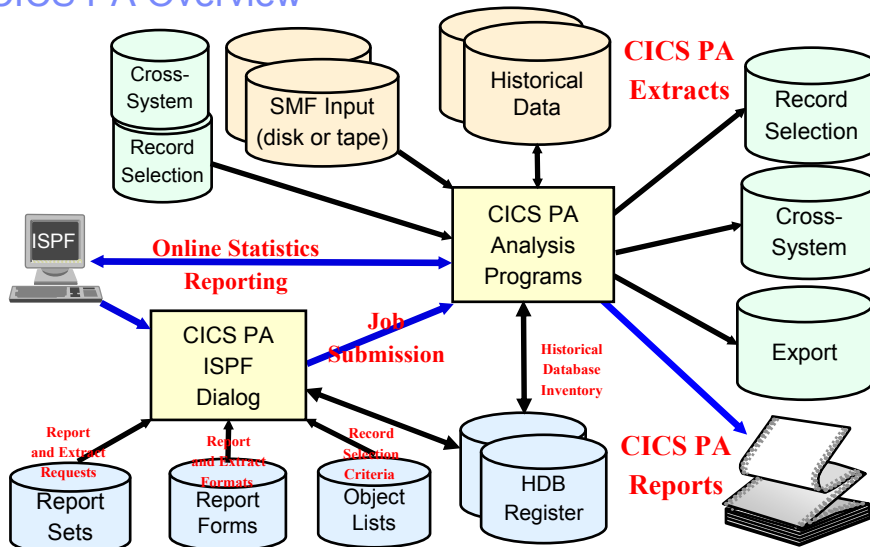 CICS PA Overview
Cross-
System
Record
Selection
SMF Input
(disk or tape)
Historical
Data
CICS PA
Extracts
Record
Selection
Cross-
System
Export
ISPF
Online Statistics
Reporting
CICS PA
Analysis
Programs
CICS PA
ISPF
Dialog
Job
Submission
Historical
Database
Inventory
Report
and Extract
Requests
Report
and Extract
Formats
Record
Selection
Criteria
Report
Sets
Report
Forms
Object
Lists
HDB
Register
CICS PA
Reports